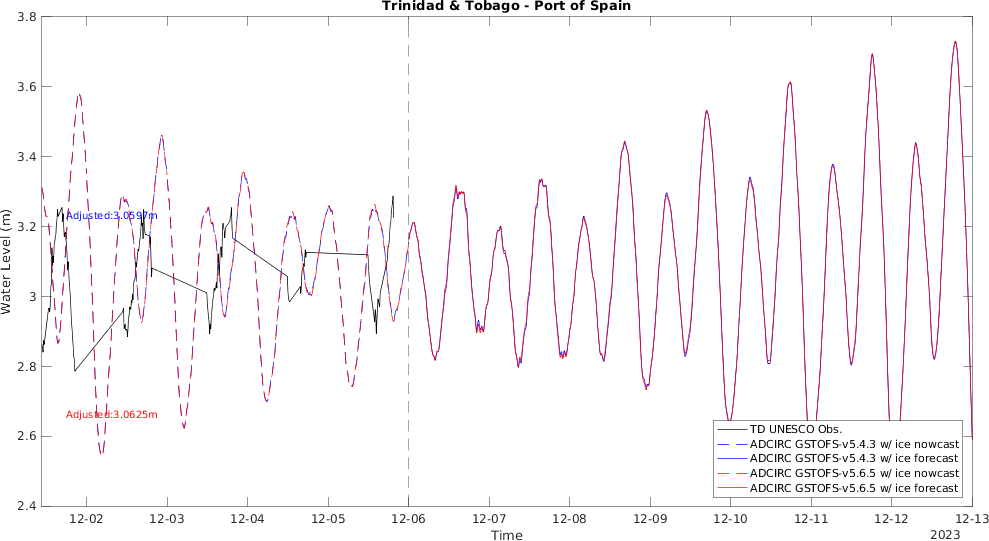 Trinidad & Tobago - Port of Spain
3.8
3.6
3.4
3.2
3
2.8
2.6
2.4
Water Level (m)
Adjusted:3.0597m
Adjusted:3.0625m
TD UNESCO Obs.
ADCIRC GSTOFS-v5.4.3 w/ ice nowcast
ADCIRC GSTOFS-v5.4.3 w/ ice forecast
ADCIRC GSTOFS-v5.6.5 w/ ice nowcast
ADCIRC GSTOFS-v5.6.5 w/ ice forecast
12-02 12-03 12-04 12-05 12-06 12-07 12-08 12-09 12-10 12-11 12-12 12-13
Time
2023